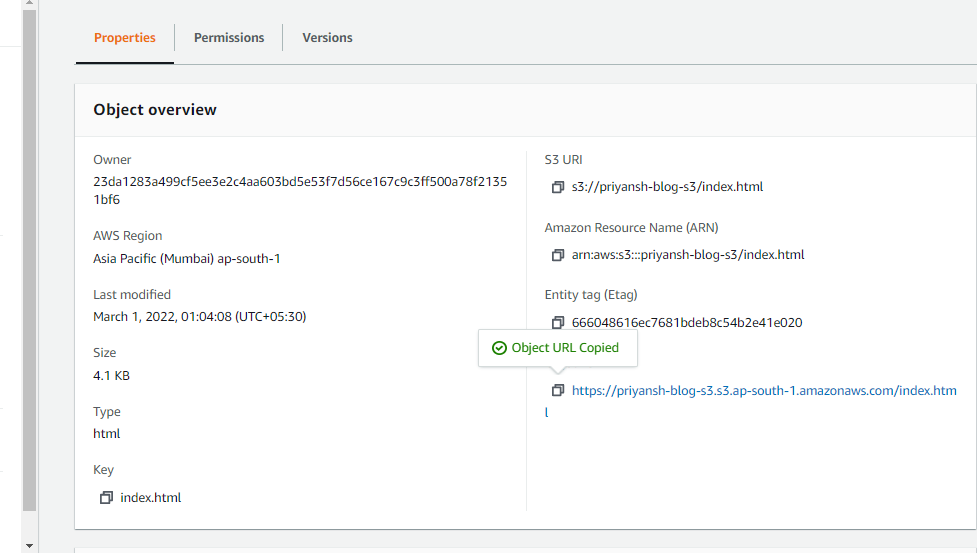 Properties
Permissions
Versions
Object overview
Owner
23da1283a499cf5ee3e2c4aa603bd5e53f7d56ce167c9c3ff500a78f2135
1bf6
AWS Region
Asia Pacific (Mumbai) ap-south-1
Last modified
March 1, 2022, 01:04:08 (UTC+05:30)
Size
4.1 KB
Type
html
Key
index.html
S3 URI
s3://priyansh-blog-s3/index.html
Amazon Resource Name (ARN)
arn:aws:s3:::priyansh-blog-s3/index.html
Entity tag (Etag)
666048616ec7681bdeb8c54b2e41e020
Object URL Copied
https://priyansh-blog-s3.s3.ap-south-1.amazonaws.com/index.htm
l